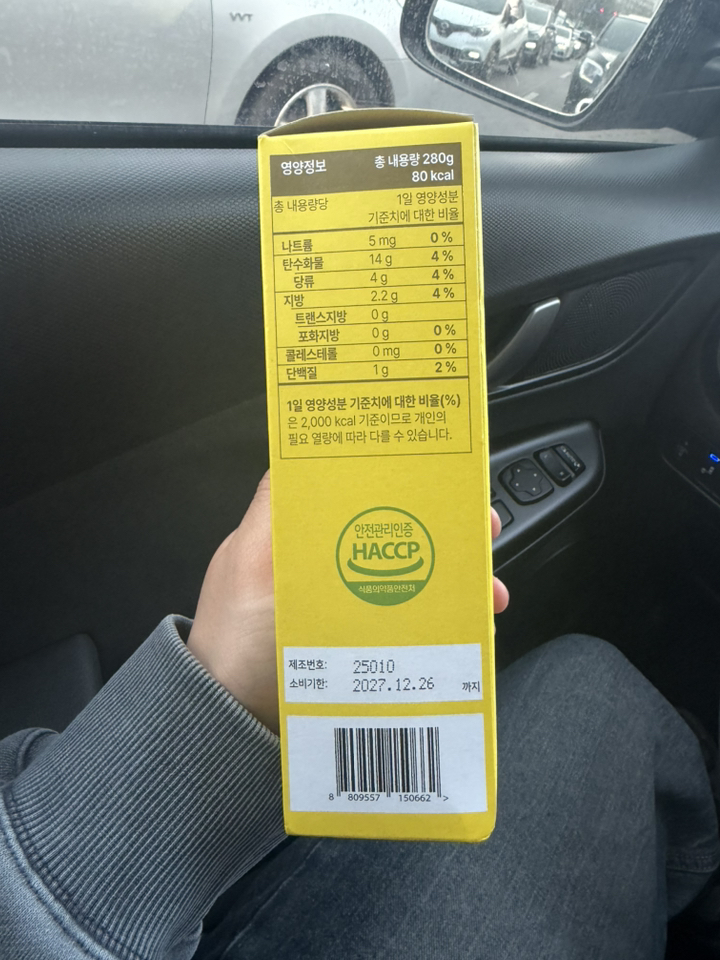 VVT
영양정보 총 내용량 280g
80 kcal
총 내용량당 1일 영양성분
기준치에 대한 비율
나트륨 5 mg 0 %
탄수화물 14 g 4 %
당류 4 g 4 %
지방 2.2 g 4 %
트랜스지방 0 g
포화지방 0 g 0 %
콜레스테롤 0 mg 0 %
단백질 1 g 2 %
1일 영양성분 기준치에 대한 비율(%)
은 2,000 kcal 기준이므로 개인의
필요 열량에 따라 다를 수 있습니다.
안전관리인증
HACCP
식품의약품안전처
제조번호: 25010
소비기한: 2027.12.26 까지
8 809557 150662 >